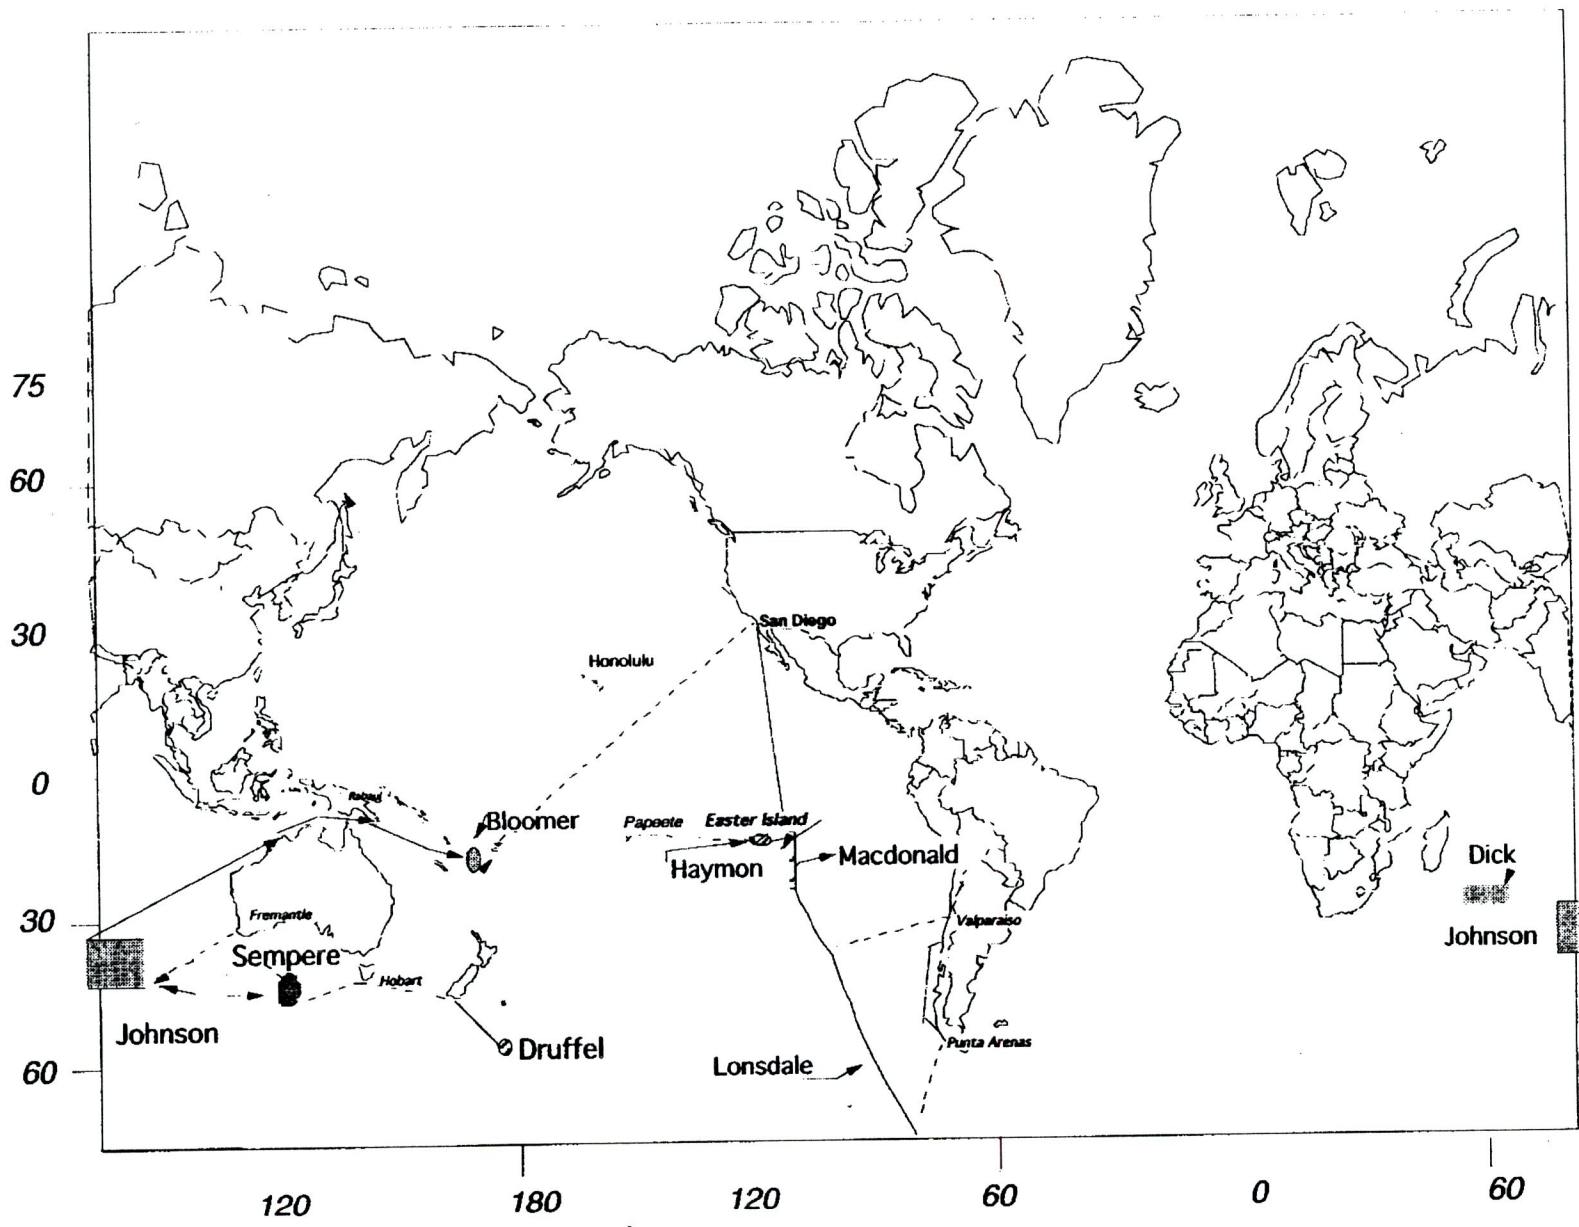 75
60
30
0
30
60
San Diego
Honolulu
Rabaul
Bloomer
Papeete
Easter Island
Haymon
Macdonald
Dick
Fremantle
Valparaiso
Johnson
Sempere
Hobart
Johnson
Druffel
Punta Arenas
Lonsdale
120
180
120
60
0
60